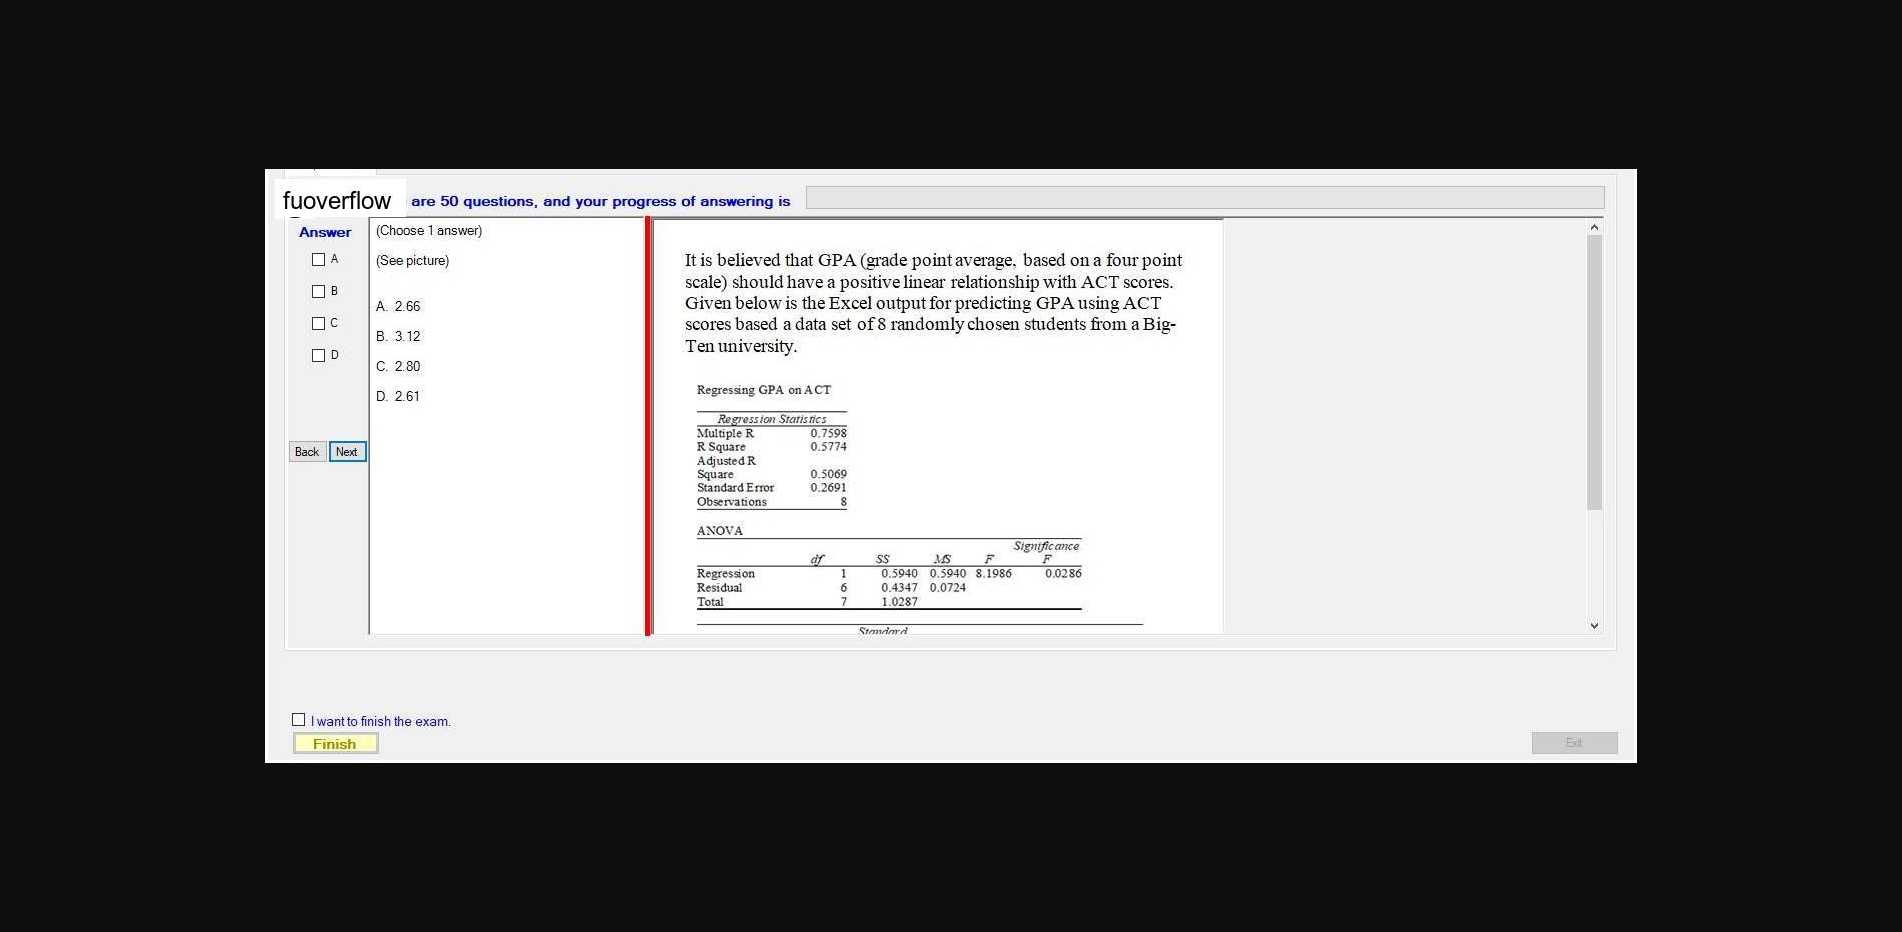 fuoverflow are 50 questions, and your progress of answering is
Answer
A
B
C
D
Back Next
(Choose 1 answer)
(See picture)
A. 2.66
B. 3.12
C. 2.80
D. 2.61
It is believed that GPA (grade point average, based on a four point
scale) should have a positive linear relationship with ACT scores.
Given below is the Excel output for predicting GPA using ACT
scores based a data set of 8 randomly chosen students from a Big-
Ten university.
Regressing GPA on ACT
Regression Statistics
Multiple R 0.7598
R Square 0.5774
Adjusted R
Square 0.5069
Standard Error 0.2691
Observations 8
ANOVA
Significance
df SS MS F F
Regression 1 0.5940 0.5940 8.1986 0.0286
Residual 6 0.4347 0.0724
Total 7 1.0287
Standard
I want to finish the exam.
Finish
Exit